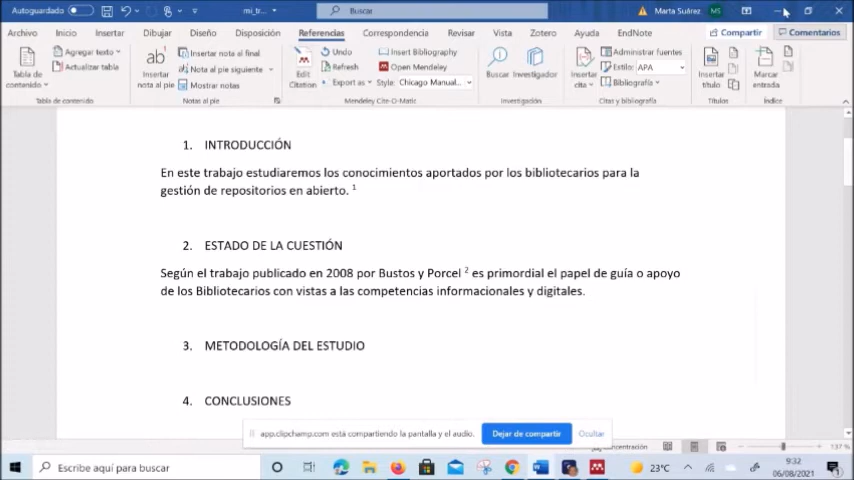 Autoguardado mi_tr... Buscar Marta Suárez MS
Archivo Inicio Insertar Dibujar Diseño Disposición Referencias Correspondencia Revisar Vista Zotero Ayuda EndNote Compartir Comentarios
Tabla de contenido
Agregar texto
Actualizar tabla
Tabla de contenido
ab¹
Insertar nota al pie
Insertar nota al final
Nota al pie siguiente
Mostrar notas
Notas al pie
Edit Citation
Undo
Refresh
Export as
Insert Bibliography
Open Mendeley
Style: Chicago Manual...
Mendeley Cite-O-Matic
Buscar Investigador
Investigación
Insertar cita
Administrar fuentes
Estilo: APA
Bibliografía
Citas y bibliografía
Insertar título
Títulos
Marcar entrada
Índice
1. INTRODUCCIÓN
En este trabajo estudiaremos los conocimientos aportados por los bibliotecarios para la
gestión de repositorios en abierto. 1
2. ESTADO DE LA CUESTIÓN
Según el trabajo publicado en 2008 por Bustos y Porcel 2 es primordial el papel de guía o apoyo
de los Bibliotecarios con vistas a las competencias informacionales y digitales.
3. METODOLOGÍA DEL ESTUDIO
4. CONCLUSIONES
app.clipchamp.com está compartiendo la pantalla y el audio. Dejar de compartir Ocultar
Concentración 137 %
Escribe aquí para buscar 23°C 9:32
06/08/2021